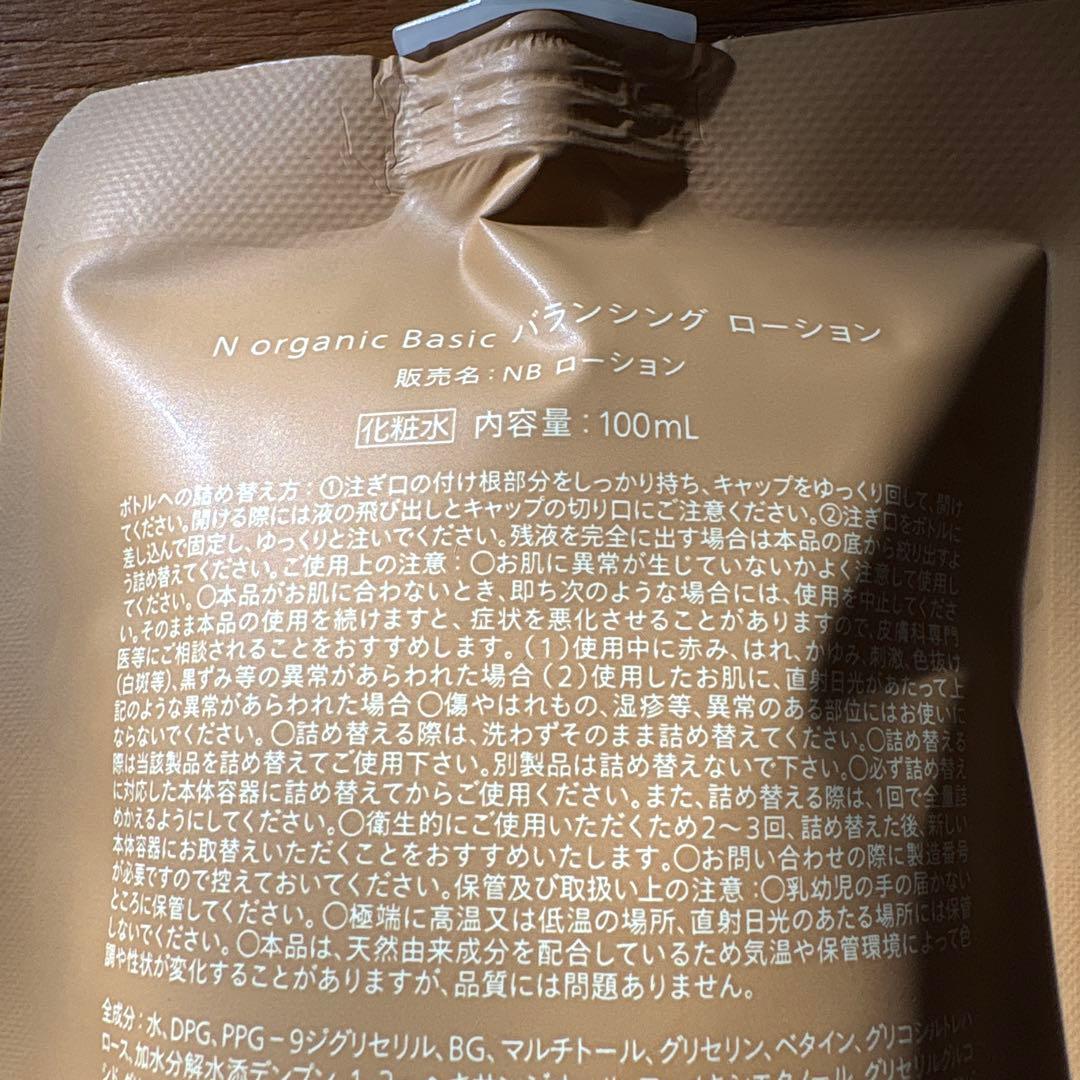 N organic Basic バランシング ローション
販売名：NB ローション
化粧水 内容量：100mL
ボトルへの詰め替え方：①注ぎ口の付け根部分をしっかり持ち、キャップをゆっくり回して、開け
てください。開ける際には液の飛び出しとキャップの切り口にご注意ください。②注ぎ口をボトルに
差し込んで固定し、ゆっくりと注いでください。残液を完全に出す場合は本品の底から絞り出すよ
う詰め替えてください。ご使用上の注意：〇お肌に異常が生じていないかよく注意して使用し
てください。〇本品がお肌に合わないとき、即ち次のような場合には、使用を中止してくださ
い。そのまま本品の使用を続けますと、症状を悪化させることがありますので、皮膚科専門
医等にご相談されることをおすすめします。（1）使用中に赤み、はれ、かゆみ、刺激、色抜け
(白斑等)、黒ずみ等の異常があらわれた場合（2）使用したお肌に、直射日光があたって上
記のような異常があらわれた場合 〇傷やはれもの、湿疹等、異常のある部位にはお使いに
ならないでください。〇詰め替える際は、洗わずそのまま詰め替えてください。〇詰め替える
際は当該製品を詰め替えてご使用下さい。別製品は詰め替えないで下さい。〇必ず詰め替え
に対応した本体容器に詰め替えてからご使用ください。また、詰め替える際は、1回で全量詰
めかえるようにしてください。〇衛生的にご使用いただくため2～3回、詰め替えた後、新しい
本体容器にお取替えいただくことをおすすめいたします。〇お問い合わせの際に製造番号
が必要ですので控えておいてください。保管及び取扱い上の注意：〇乳幼児の手の届かない
ところに保管してください。〇極端に高温又は低温の場所、直射日光のあたる場所には保管
しないでください。〇本品は、天然由来成分を配合しているため気温や保管環境によって色
調や性状が変化することがありますが、品質には問題ありません。
全成分：水、DPG、PPG－9ジグリセリル、BG、マルチトール、グリセリン、ベタイン、グリコシルトレハ
ロース、加水分解水添デンプン、1,2－ヘキサンジオール